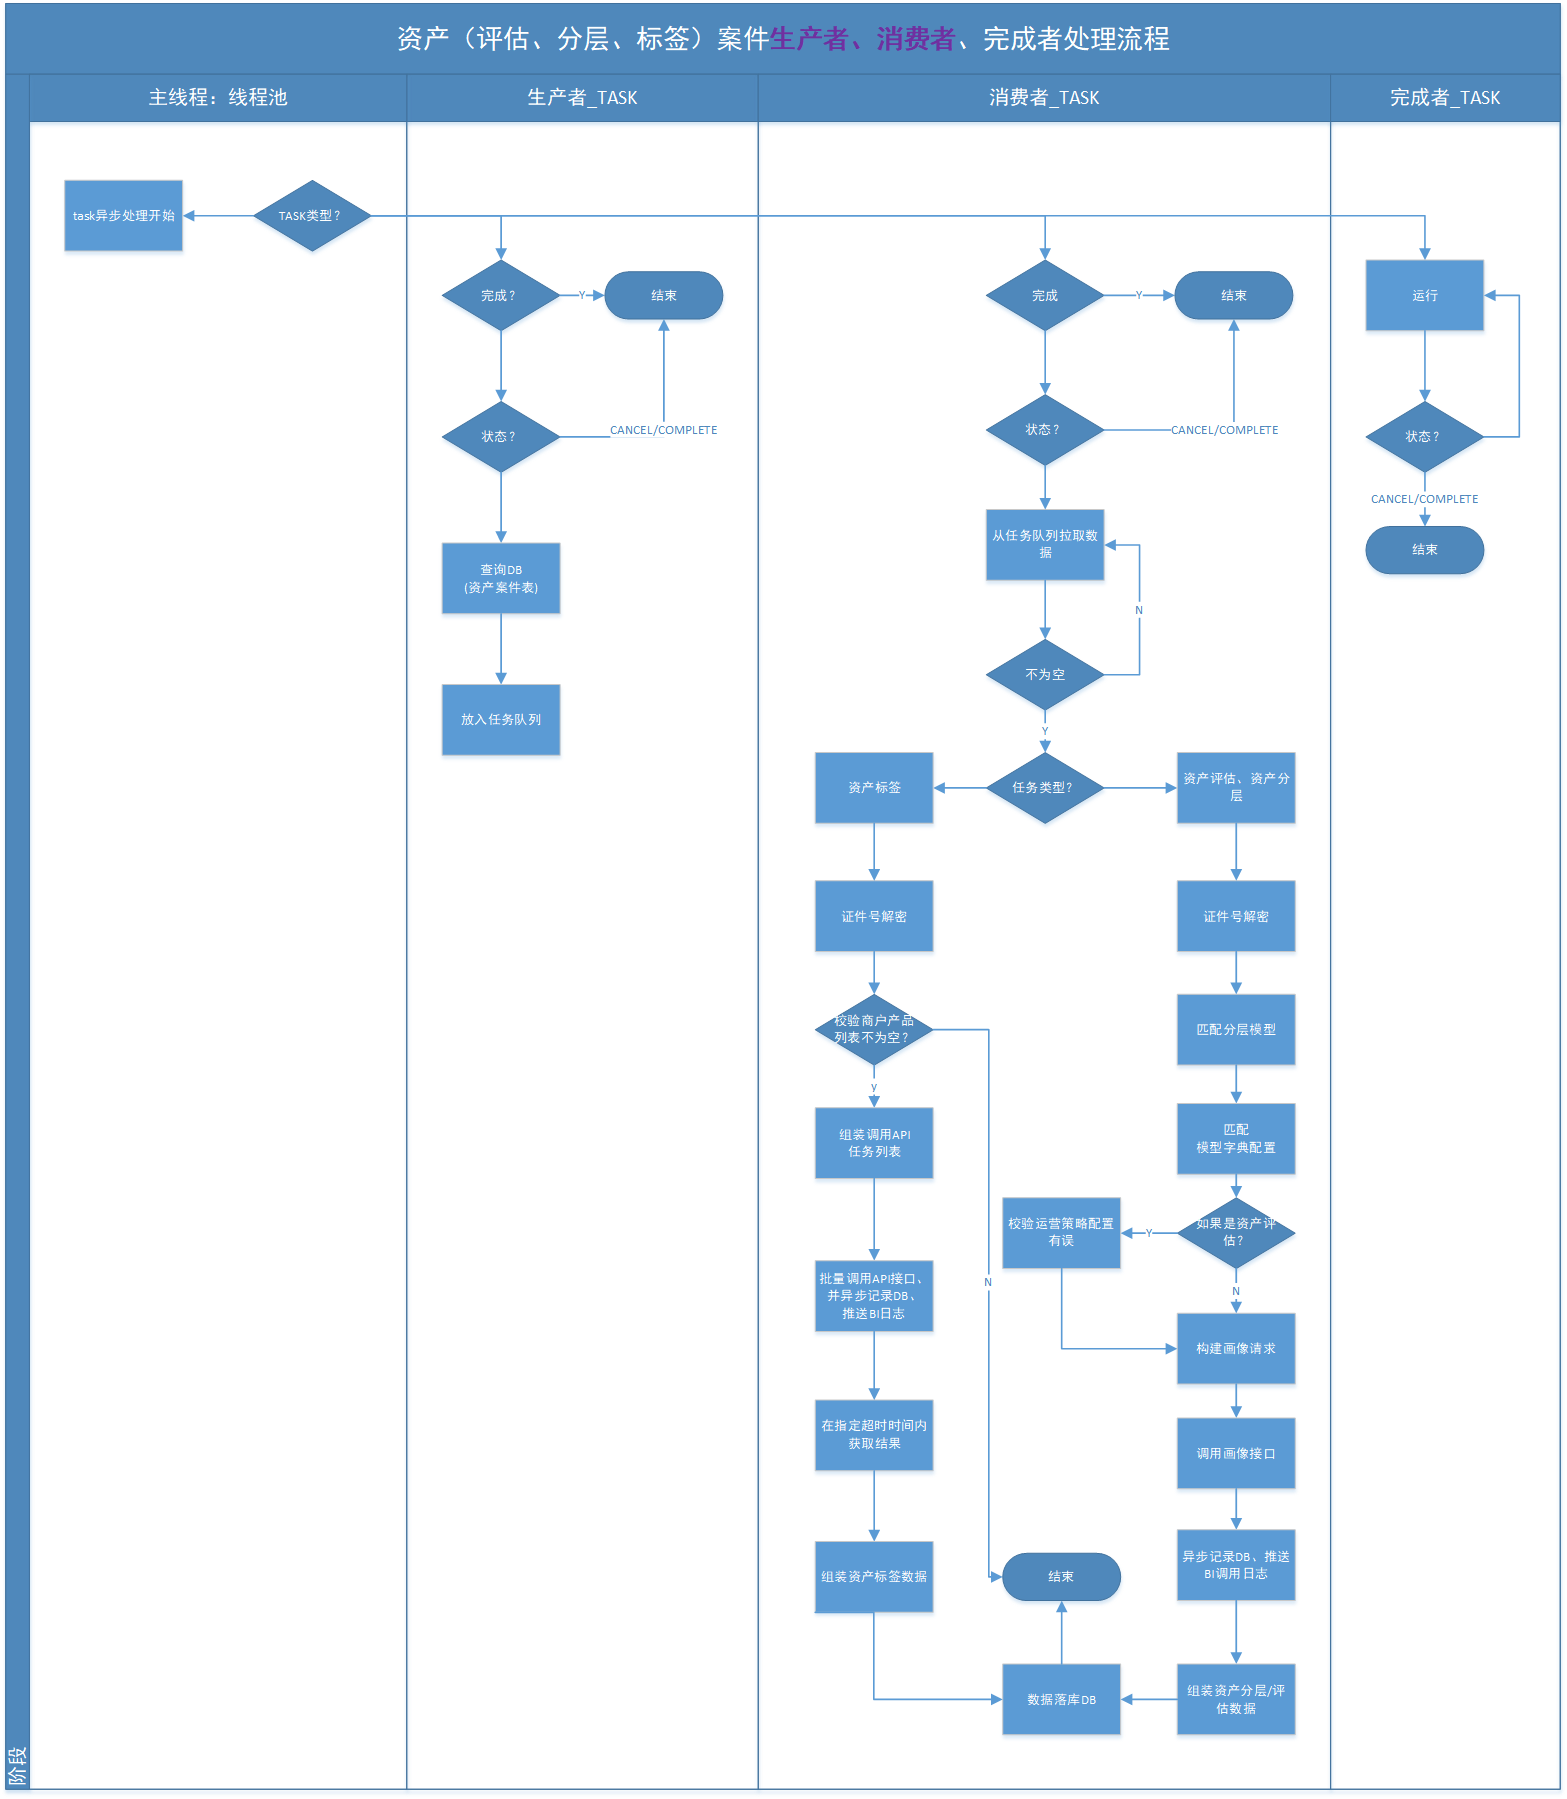 资产（评估、分层、标签）案件生产者、消费者、完成者处理流程
主线程：线程池
生产者_TASK
消费者_TASK
完成者_TASK
阶段
task异步处理开始
TASK类型？
完成？
Y
结束
状态？
CANCEL/COMPLETE
查询DB
(资产案件表)
放入任务队列
完成
Y
结束
状态？
CANCEL/COMPLETE
从任务队列拉取数
据
N
不为空
Y
任务类型？
资产标签
证件号解密
校验商户产品
列表不为空？
y
N
组装调用API
任务列表
批量调用API接口、
并异步记录DB、
推送BI日志
在指定超时时间内
获取结果
组装资产标签数据
资产评估、资产分
层
证件号解密
匹配分层模型
匹配
模型字典配置
如果是资产评
估？
Y
校验运营策略配置
有误
N
构建画像请求
调用画像接口
异步记录DB、推送
BI调用日志
组装资产分层/评
估数据
数据落库DB
结束
运行
状态？
CANCEL/COMPLETE
结束